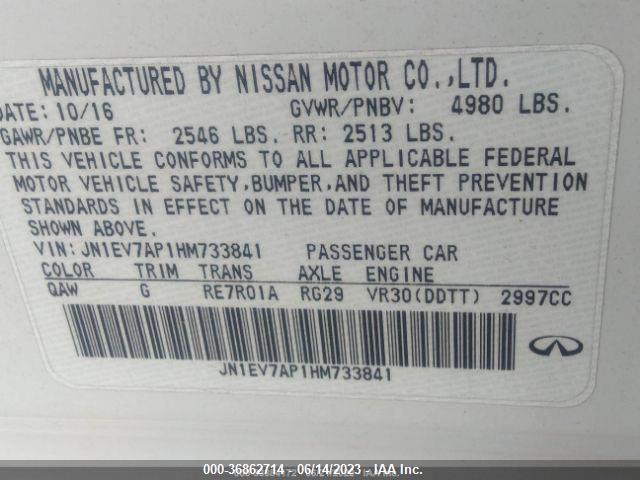 MANUFACTURED BY NISSAN MOTOR CO.,LTD.
DATE: 10/16 GVWR/PNBV: 4980 LBS.
GAWR/PNBE FR: 2546 LBS. RR: 2513 LBS.
THIS VEHICLE CONFORMS TO ALL APPLICABLE FEDERAL
MOTOR VEHICLE SAFETY,BUMPER,AND THEFT PREVENTION
STANDARDS IN EFFECT ON THE DATE OF MANUFACTURE
SHOWN ABOVE.
VIN: JN1EV7AP1HM733841 PASSENGER CAR
COLOR TRIM TRANS AXLE ENGINE
QAW G RE7R01A RG29 VR30(DDTT) 2997CC
JN1EV7AP1HM733841
000-36862714 - 06/14/2023 - IAA Inc.